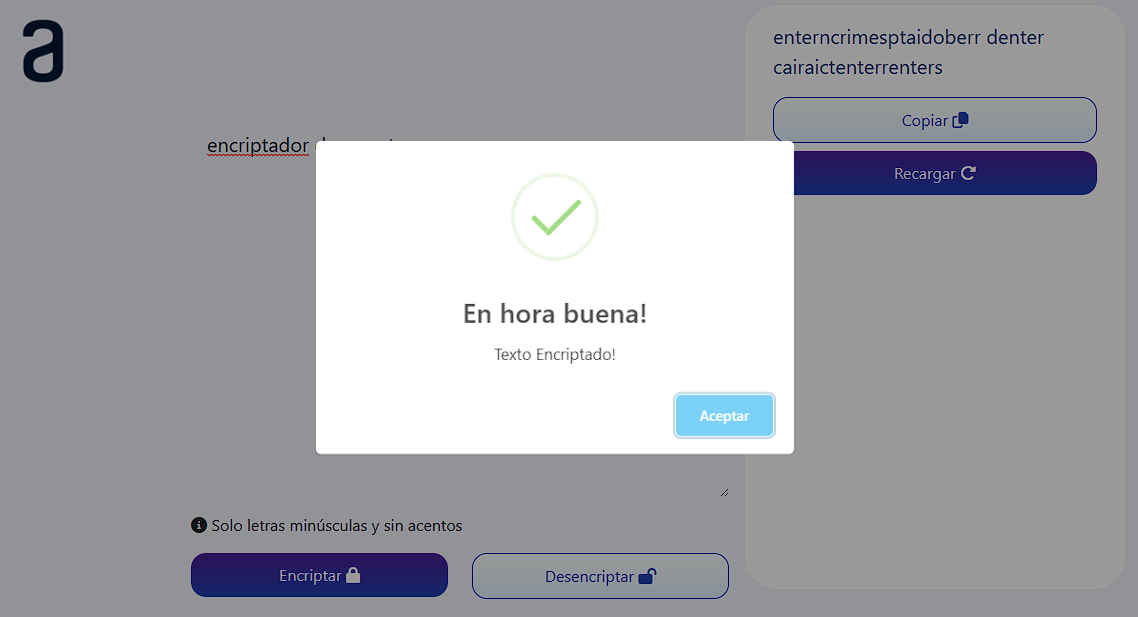 a
enterncrimesptaidoberr denter
cairaictenterrenters
Copiar
Recargar
encriptador
En hora buena!
Texto Encriptado!
Aceptar
Solo letras minúsculas y sin acentos
Encriptar
Desencriptar